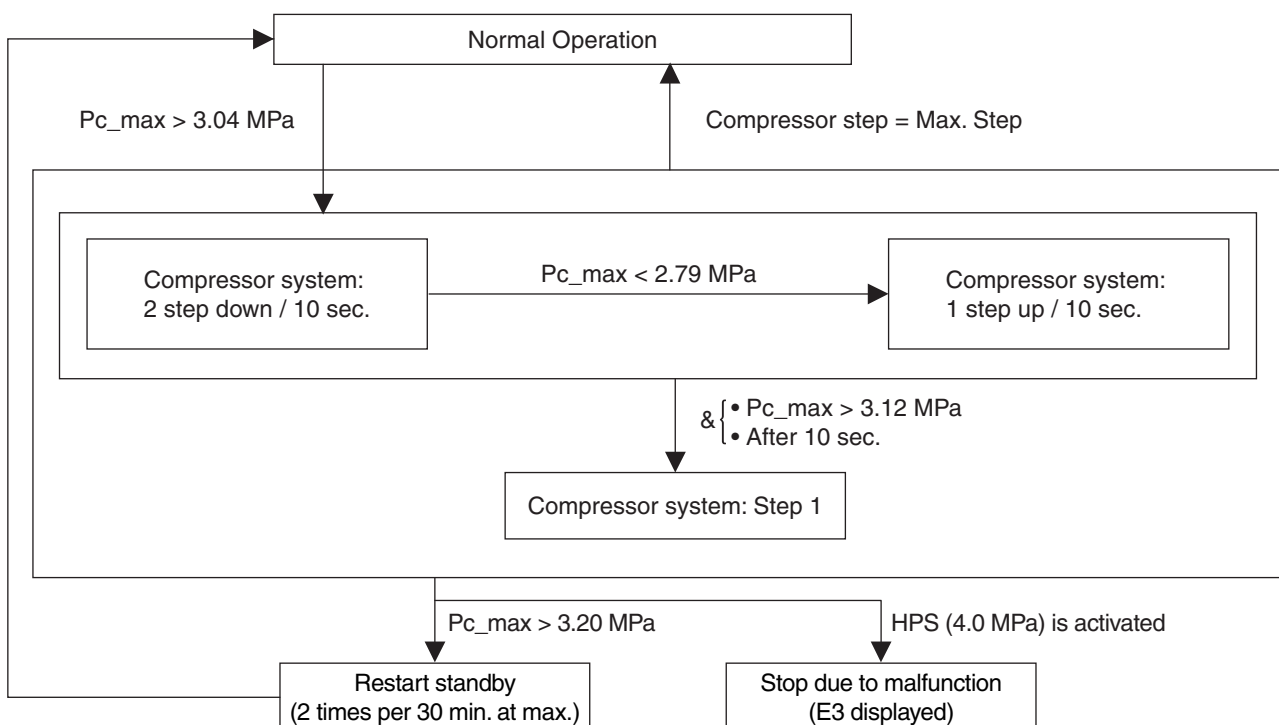 Normal Operation
Pc_max > 3.04 MPa
Compressor step = Max. Step
Compressor system:
2 step down / 10 sec.
Pc_max < 2.79 MPa
Compressor system:
1 step up / 10 sec.
& { • Pc_max > 3.12 MPa
• After 10 sec.
Compressor system: Step 1
Pc_max > 3.20 MPa
HPS (4.0 MPa) is activated
Restart standby
(2 times per 30 min. at max.)
Stop due to malfunction
(E3 displayed)